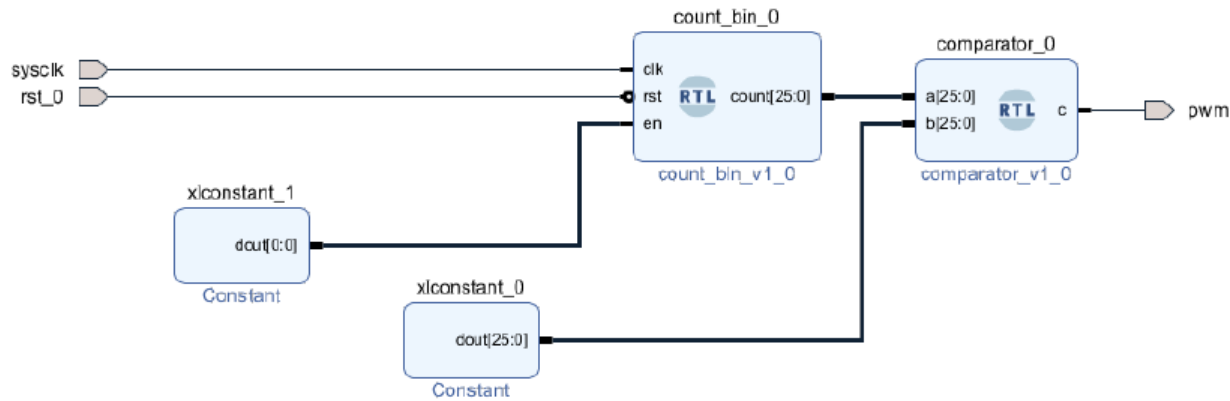 count_bin_0
sysclk
rst_0
clk
rst
en
RTL
count[25:0]
count_bin_v1_0
comparator_0
a[25:0]
b[25:0]
RTL
c
comparator_v1_0
pwm
xlconstant_1
dout[0:0]
Constant
xlconstant_0
dout[25:0]
Constant